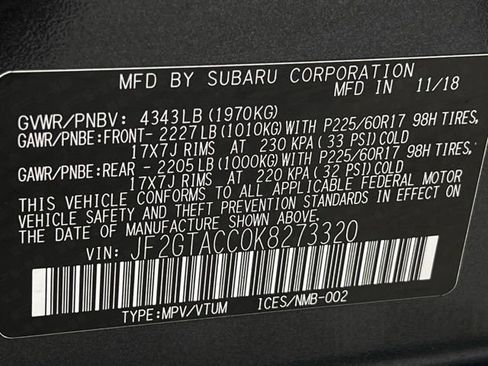 MFD BY SUBARU CORPORATION
MFD IN 11/18
GVWR/PNBV: 4343LB(1970KG)
GAWR/PNBE:FRONT- 2227LB(1010KG)WITH P225/60R17 98H TIRES,
17X7J RIMS AT 230 KPA(33 PSI)COLD
GAWR/PNBE:REAR - 2205LB(1000KG)WITH P225/60R17 98H TIRES,
17X7J RIMS AT 220 KPA(32 PSI)COLD
THIS VEHICLE CONFORMS TO ALL APPLICABLE FEDERAL MOTOR
VEHICLE SAFETY AND THEFT PREVENTION STANDARDS IN EFFECT
ON THE DATE OF MANUFACTURE SHOWN ABOVE.
VIN: JF2GTACC0K8273320
TYPE:MPV/VTUM ICES/NMB-002